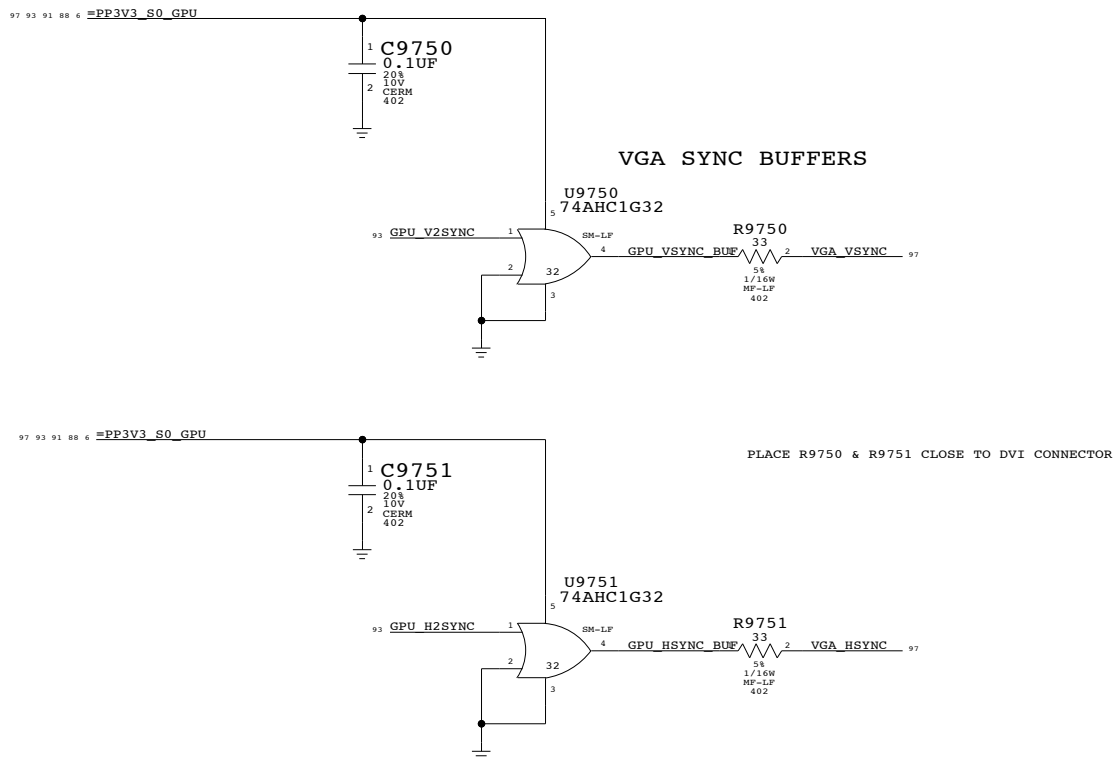 97 93 91 88 6 =PP3V3_S0_GPU
1 C9750
0.1UF
20%
10V
2 CERM
402
VGA SYNC BUFFERS
U9750
5 74AHC1G32
R9750
33
GPU_V2SYNC
93 1 SM-LF
4 GPU_VSYNC_BUF 2 VGA_VSYNC 97
2 32
5%
1/16W
MF-LF
402
3
97 93 91 88 6 =PP3V3_S0_GPU
PLACE R9750 & R9751 CLOSE TO DVI CONNECTOR
1 C9751
0.1UF
20%
10V
2 CERM
402
U9751
5 74AHC1G32
R9751
33
93 GPU_H2SYNC 1 SM-LF
4 GPU_HSYNC_BUF 2 VGA_HSYNC 97
2 32
5%
1/16W
MF-LF
402
3